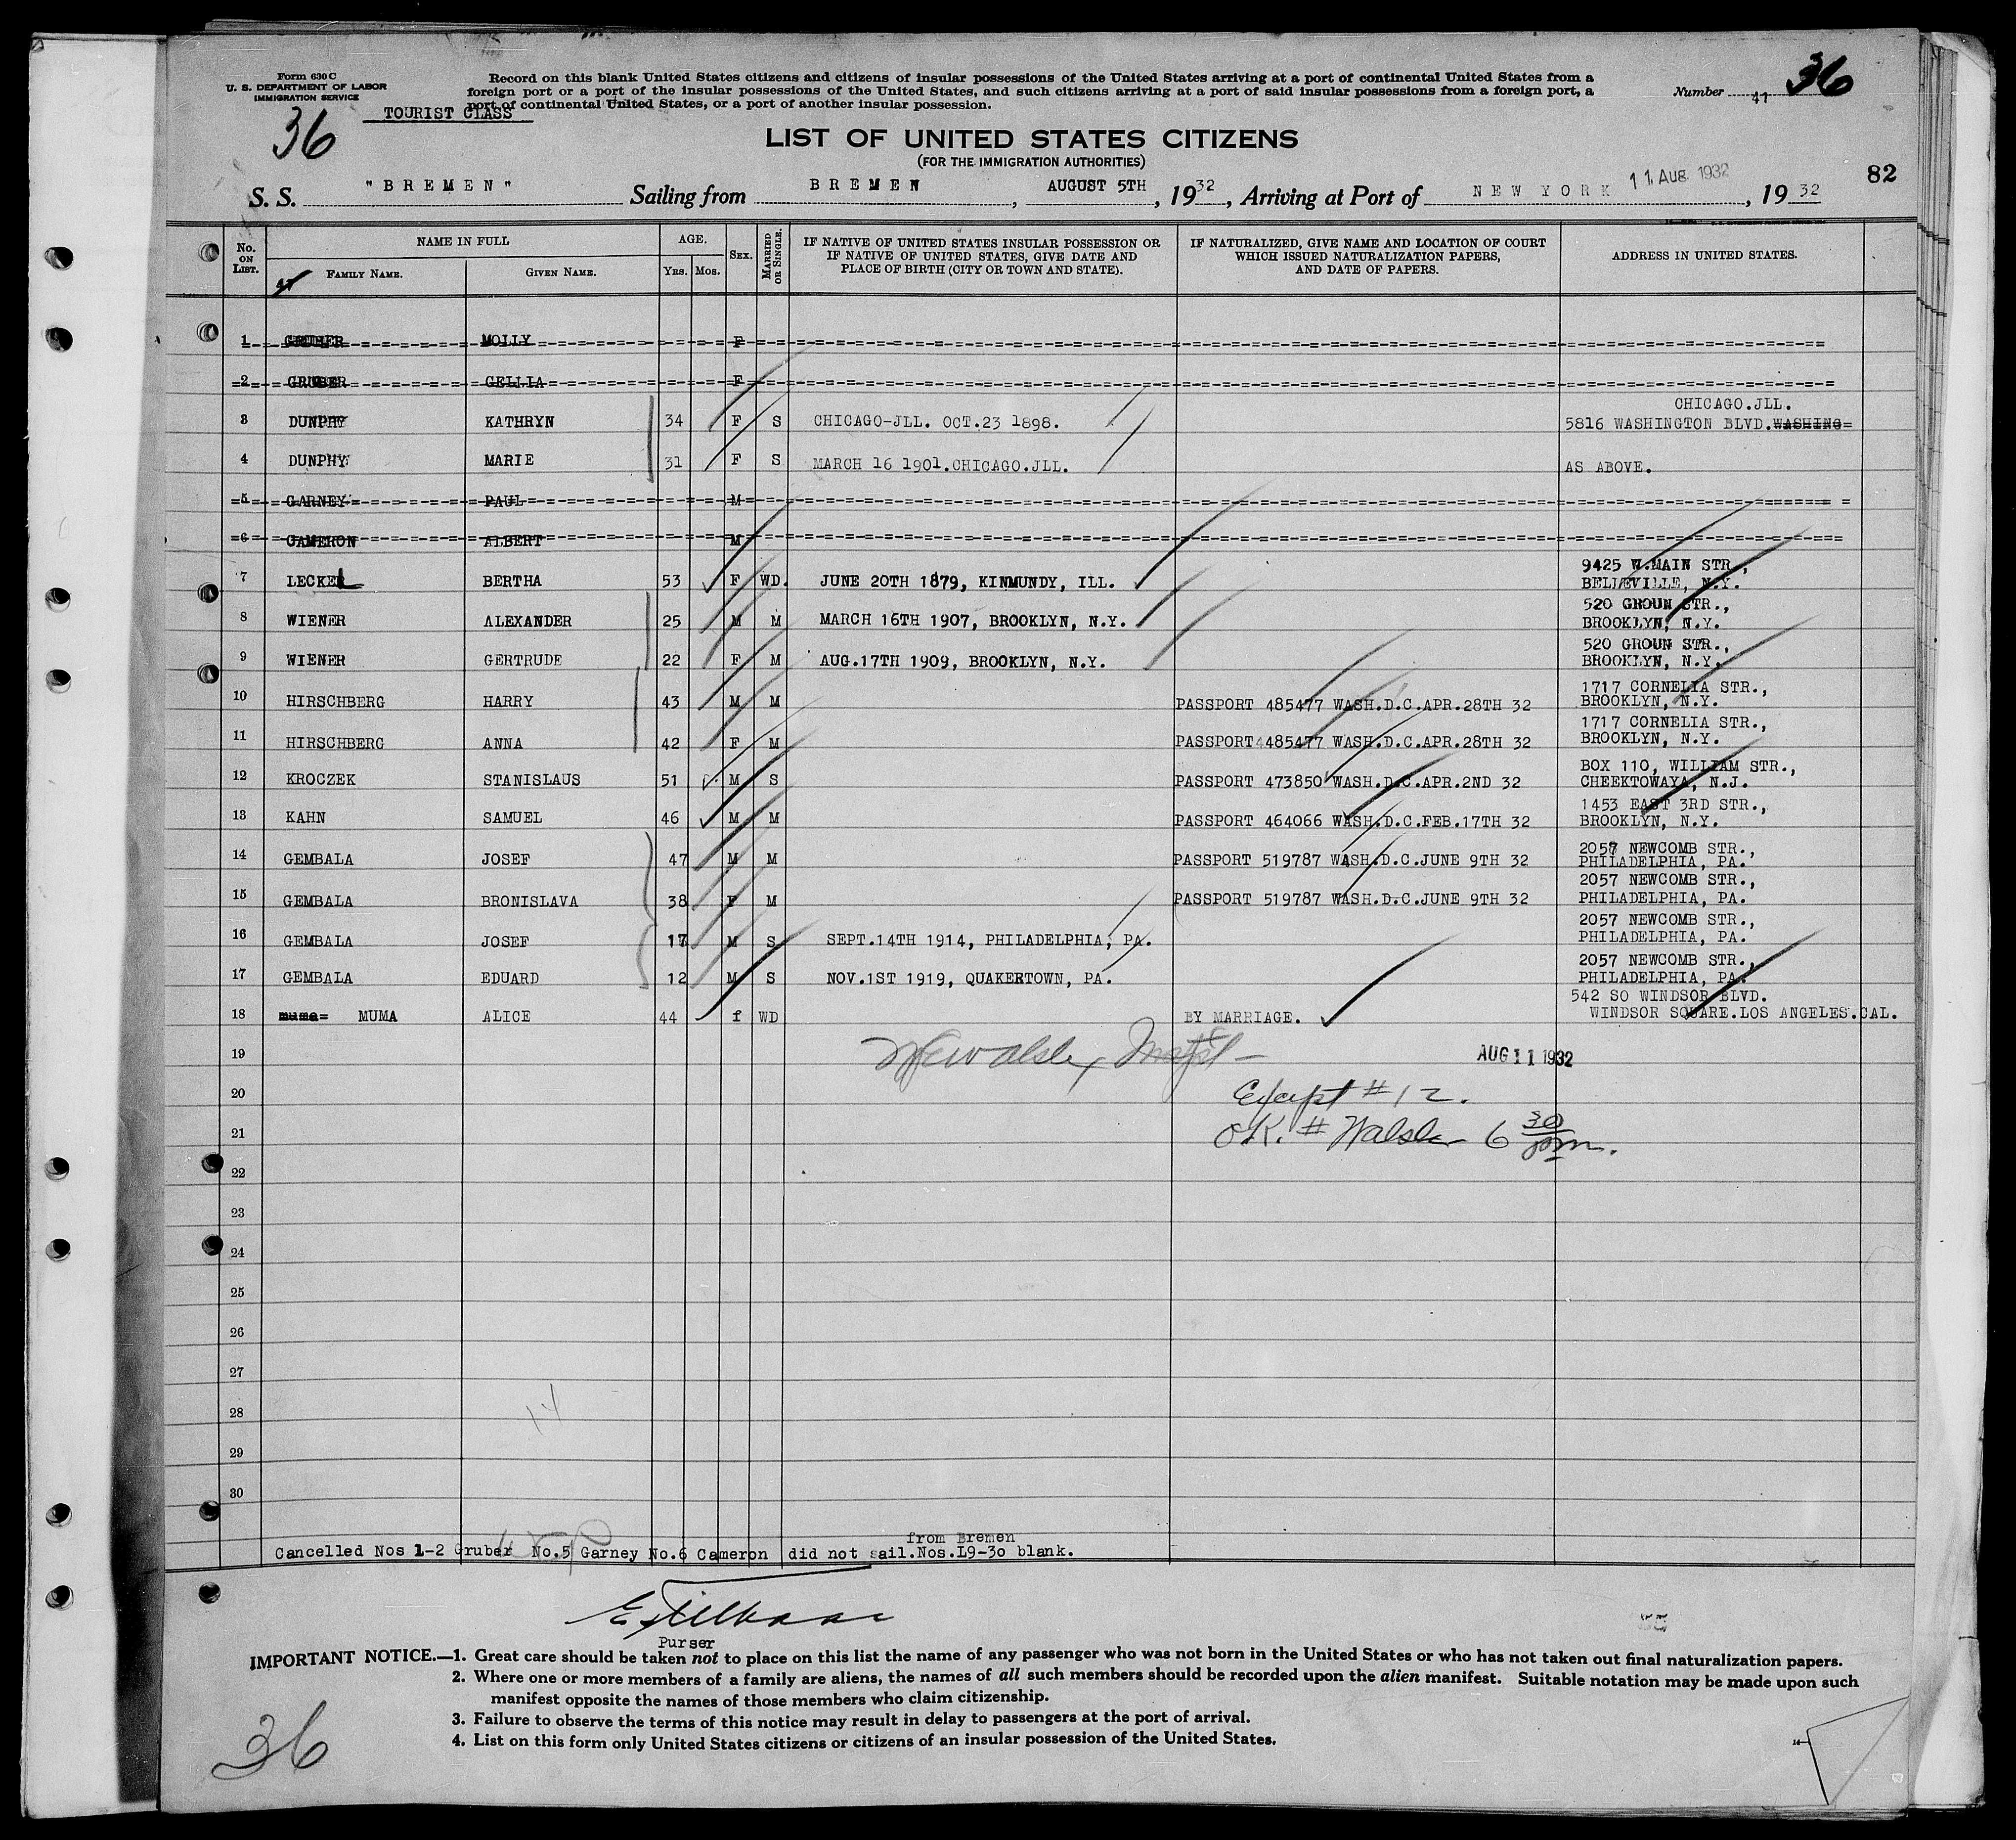 Form 630 C
U. S. DEPARTMENT OF LABOR
IMMIGRATION SERVICE
Record on this blank United States citizens and citizens of insular possessions of the United States arriving at a port of continental United States from a
foreign port or a port of the insular possessions of the United States, and such citizens arriving at a port of said insular possessions from a foreign port, a
port of continental United States, or a port of another insular possession.
Number 41 36
TOURIST CLASS
36
LIST OF UNITED STATES CITIZENS
(FOR THE IMMIGRATION AUTHORITIES)
82
S. S. "BREMEN" Sailing from BREMEN, AUGUST 5TH, 1932, Arriving at Port of NEW YORK 11. AUG 1932, 1932
No. ON LIST. NAME IN FULL AGE. SEX. MARRIED OR SINGLE. IF NATIVE OF UNITED STATES INSULAR POSSESSION OR IF NATIVE OF UNITED STATES, GIVE DATE AND PLACE OF BIRTH (CITY OR TOWN AND STATE). IF NATURALIZED, GIVE NAME AND LOCATION OF COURT WHICH ISSUED NATURALIZATION PAPERS, AND DATE OF PAPERS. ADDRESS IN UNITED STATES.
FAMILY NAME. GIVEN NAME. YRS. MOS.
1 GRUBER MOLLY F
2 GRUBER GELLIA F
CHICAGO.JLL.
3 DUNPHY KATHRYN 34 F S CHICAGO-JLL. OCT.23 1898. 5816 WASHINGTON BLVD.WASHING=
4 DUNPHY MARIE 31 F S MARCH 16 1901.CHICAGO.JLL. AS ABOVE.
5 GARNEY PAUL M
6 CAMERON ALBERT M
7 LECKEL BERTHA 53 F WD. JUNE 20TH 1879, KINMUNDY, ILL. 9425 W.MAIN STR.,
BELLEVILLE, N.Y.
8 WIENER ALEXANDER 25 M M MARCH 16TH 1907, BROOKLYN, N.Y. 520 GROUN STR.,
BROOKLYN, N.Y.
9 WIENER GERTRUDE 22 F M AUG.17TH 1909, BROOKLYN, N.Y. 520 GROUN STR.,
BROOKLYN, N.Y.
10 HIRSCHBERG HARRY 43 M M PASSPORT 485477 WASH.D.C.APR.28TH 32 1717 CORNELIA STR.,
BROOKLYN, N.Y.
11 HIRSCHBERG ANNA 42 F M PASSPORT 485477 WASH.D.C.APR.28TH 32 1717 CORNELIA STR.,
BROOKLYN, N.Y.
12 KROCZEK STANISLAUS 51 M S PASSPORT 473850 WASH.D.C.APR.2ND 32 BOX 110, WILLIAM STR.,
CHEEKTOWAYA, N.J.
13 KAHN SAMUEL 46 M M PASSPORT 464066 WASH.D.C.FEB.17TH 32 1453 EAST 3RD STR.,
BROOKLYN, N.Y.
14 GEMBALA JOSEF 47 M M PASSPORT 519787 WASH.D.C.JUNE 9TH 32 2057 NEWCOMB STR.,
PHILADELPHIA, PA.
15 GEMBALA BRONISLAVA 38 F M PASSPORT 519787 WASH.D.C.JUNE 9TH 32 2057 NEWCOMB STR.,
PHILADELPHIA, PA.
16 GEMBALA JOSEF 17 M S SEPT.14TH 1914, PHILADELPHIA, PA. 2057 NEWCOMB STR.,
PHILADELPHIA, PA.
17 GEMBALA EDUARD 12 M S NOV.1ST 1919, QUAKERTOWN, PA. 2057 NEWCOMB STR.,
PHILADELPHIA, PA.
18 muma= MUMA ALICE 44 f WD BY MARRIAGE. 542 SO WINDSOR BLVD.
WINDSOR SQUARE.LOS ANGELES.CAL.
19 AUG 11 1932
20 Except # 12.
21 OK. # 6 30 pm.
22
23
24
25
26
27
28
29
30
from Bremen
Cancelled Nos 1-2 Gruber No.5 Garney No.6 Cameron did not sail.Nos.L9-3o blank.
Purser
IMPORTANT NOTICE.—1. Great care should be taken not to place on this list the name of any passenger who was not born in the United States or who has not taken out final naturalization papers.
2. Where one or more members of a family are aliens, the names of all such members should be recorded upon the alien manifest. Suitable notation may be made upon such
manifest opposite the names of those members who claim citizenship.
3. Failure to observe the terms of this notice may result in delay to passengers at the port of arrival.
4. List on this form only United States citizens or citizens of an insular possession of the United States.
36